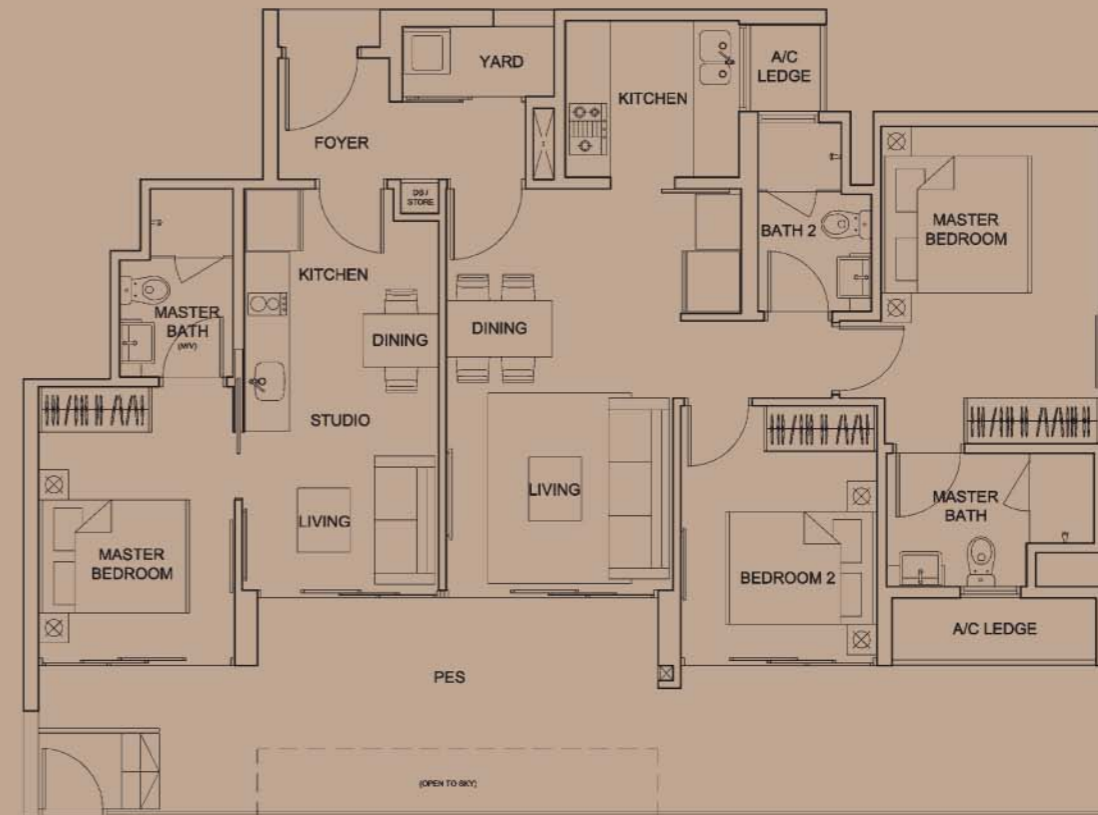 YARD
A/C
LEDGE
KITCHEN
FOYER
DB /
STORE
MASTER
BEDROOM
BATH 2
KITCHEN
MASTER
BATH
(M/V)
DINING
DINING
STUDIO
LIVING
LIVING
MASTER
BATH
MASTER
BEDROOM
BEDROOM 2
A/C LEDGE
PES
(OPEN TO SKY)